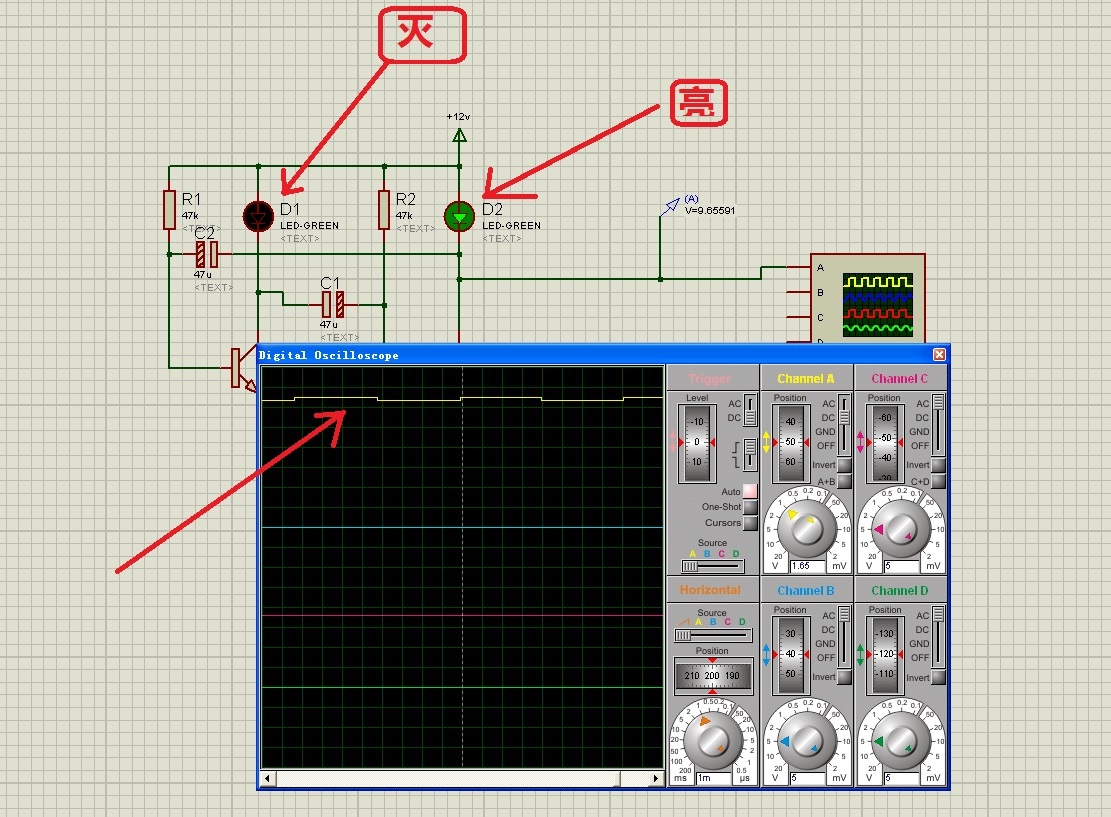 灭
亮
+12v
R1
47k
<TEXT>
D1
LED-GREEN
<TEXT>
R2
47k
<TEXT>
D2
LED-GREEN
<TEXT>
(A)
V=9.65591
C2
47u
<TEXT>
C1
47u
<TEXT>
A
B
C
D
Digital Oscilloscope
Trigger
Level
-10
0
10
AC
DC
Auto
One-Shot
Cursors
Source
A B C D
Channel A
Position
40
50
60
AC
DC
GND
OFF
Invert
A+B
0.5 0.2 0.1
1
2
5
10
20
50
20
10
5
2
V
1.65
mV
Channel C
Position
-60
-50
-40
-30
AC
DC
GND
OFF
Invert
C+D
0.5 0.2 0.1
1
2
5
10
20
50
20
10
5
2
V
5
mV
Horizontal
Source
A B C D
Position
210 200 190
1 0.5 0.2 0.1
2
5
10
20
50
100
200
20
10
5
2
1
0.5
ms
1m
µs
Channel B
Position
30
40
50
AC
DC
GND
OFF
Invert
0.5 0.2 0.1
1
2
5
10
20
50
20
10
5
2
V
5
mV
Channel D
Position
-130
-120
-110
AC
DC
GND
OFF
Invert
0.5 0.2 0.1
1
2
5
10
20
50
20
10
5
2
V
5
mV